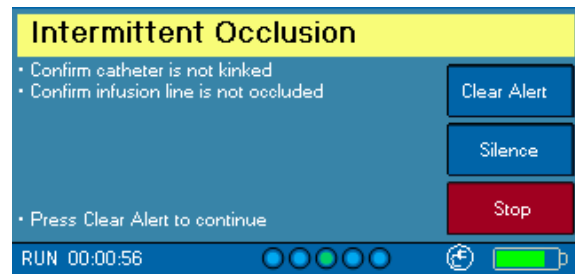 Intermittent Occlusion
• Confirm catheter is not kinked
• Confirm infusion line is not occluded
Clear Alert
Silence
Stop
• Press Clear Alert to continue
RUN 00:00:56